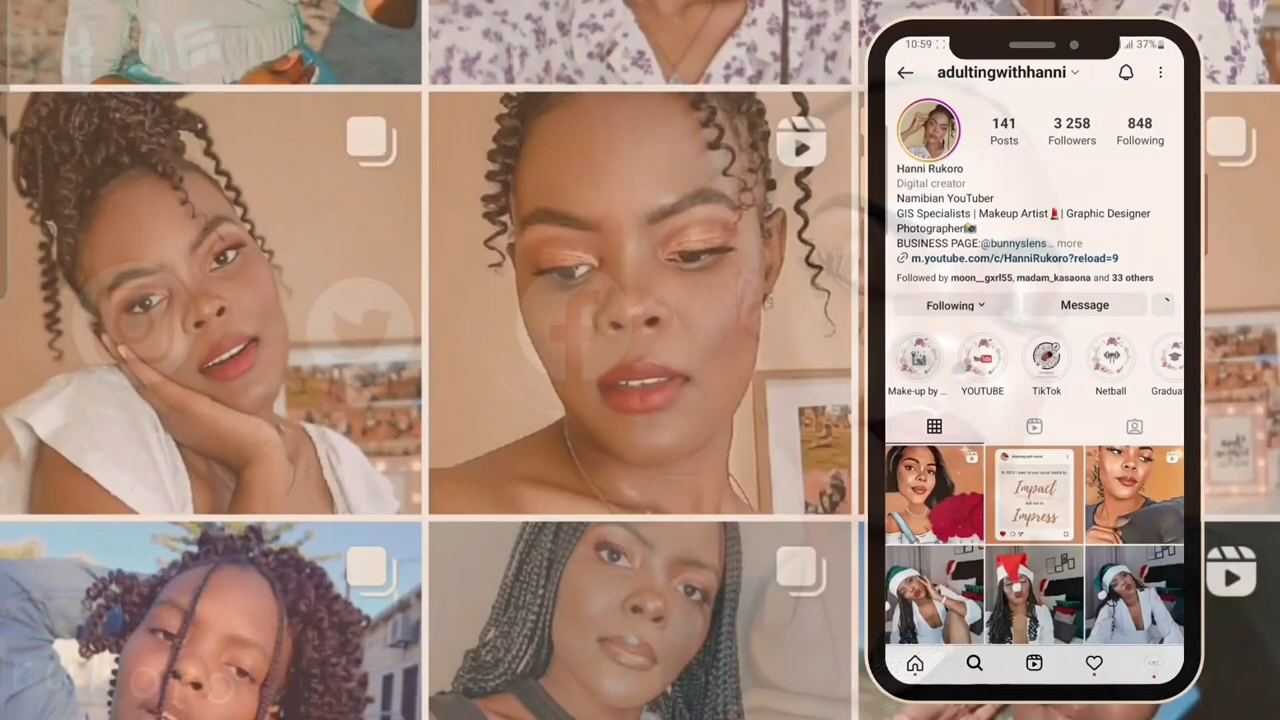 10:59
37%
adultingwithhanni
141
3 258
848
Posts
Followers
Following
Hanni Rukoro
Digital creator
Namibian YouTuber
GIS Specialists | Makeup Artist💄| Graphic Designer
Photographer📸
BUSINESS PAGE:@bunnyslens... more
m.youtube.com/c/HanniRukoro?reload=9
Followed by moon__gxrl55, madam_kasaona and 33 others
Following
Message
Make-up by ...
YOUTUBE
TikTok
Netball
Graduat
Impact
Impress